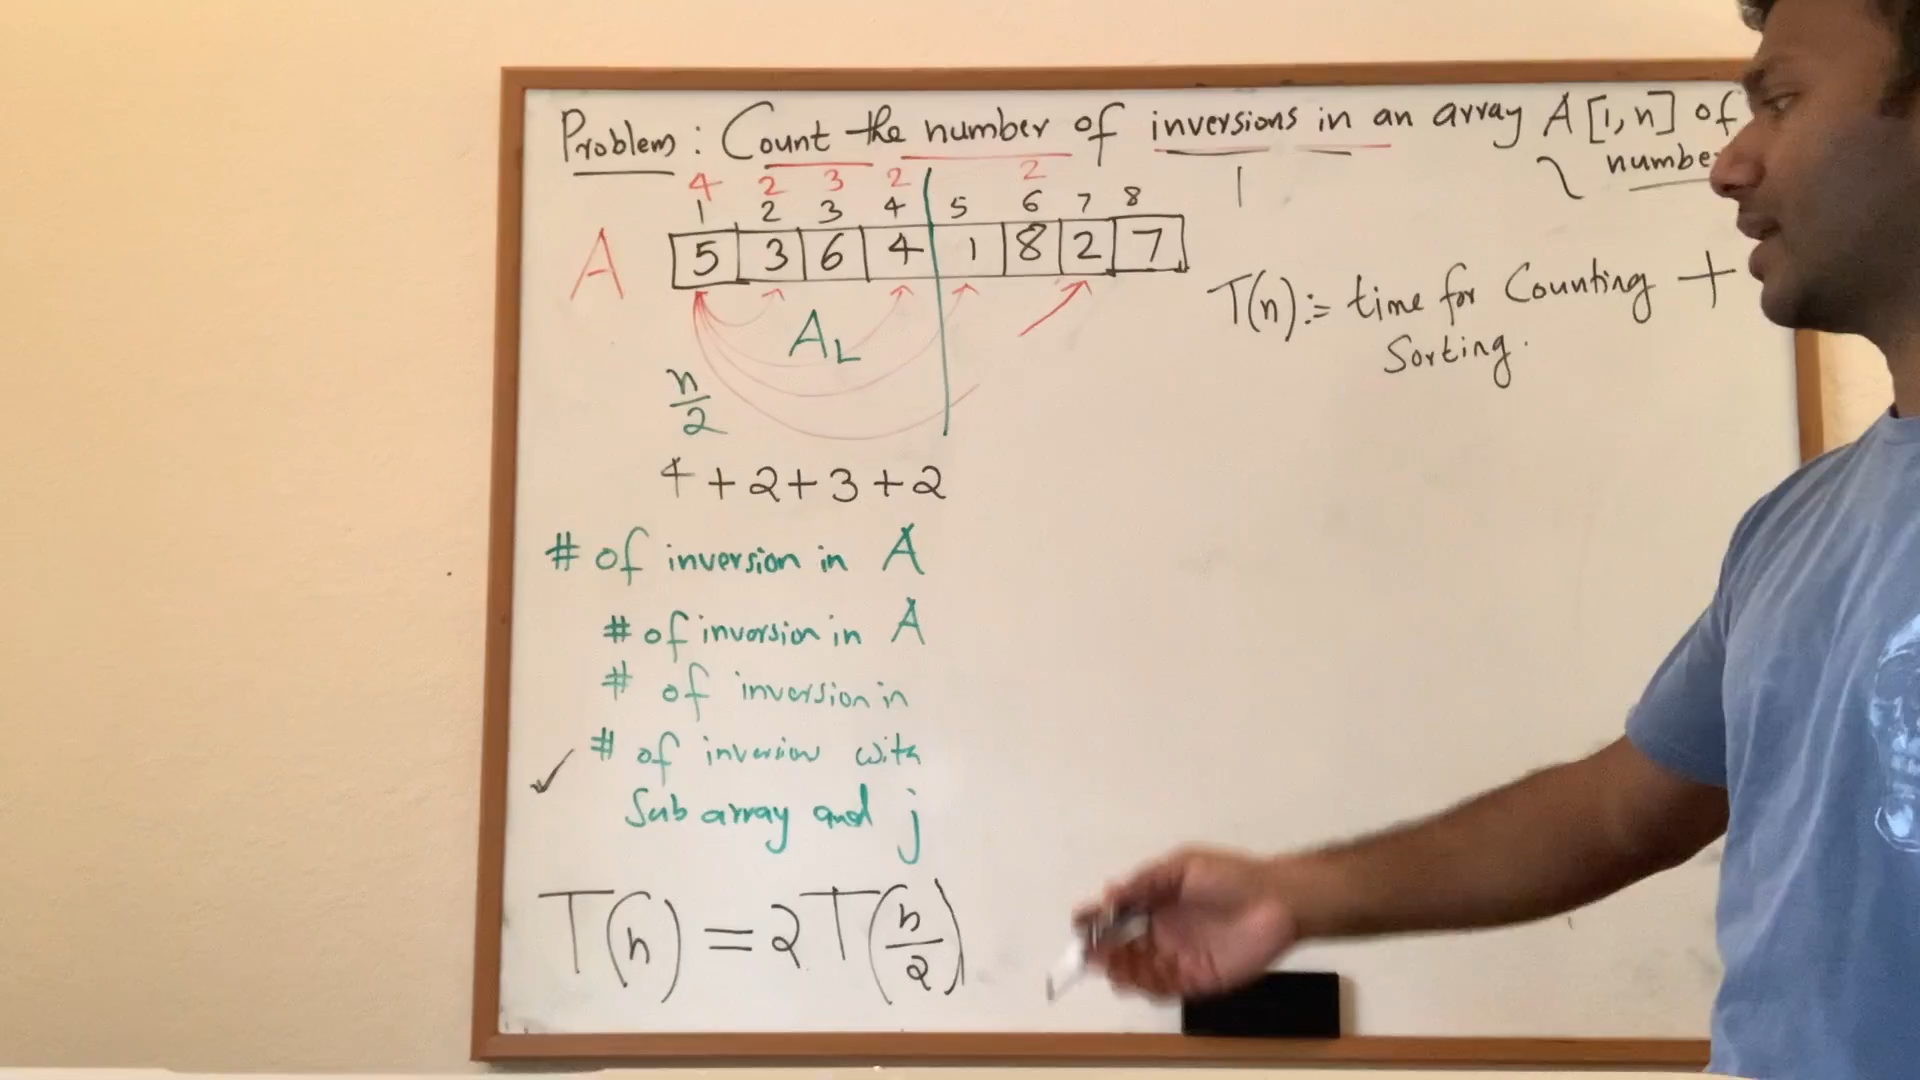 Problem: Count the number of inversions in an array A[1,n] of
number
4 2 3 2 2
1 2 3 4 5 6 7 8
A 5 3 6 4 1 8 2 7
T(n):= time for Counting +
Sorting.
A_L
n/2
4+2+3+2
# of inversion in A
# of inversion in A
# of inversion in
# of inversion with
Sub array and j
T(n) = 2T(n/2)